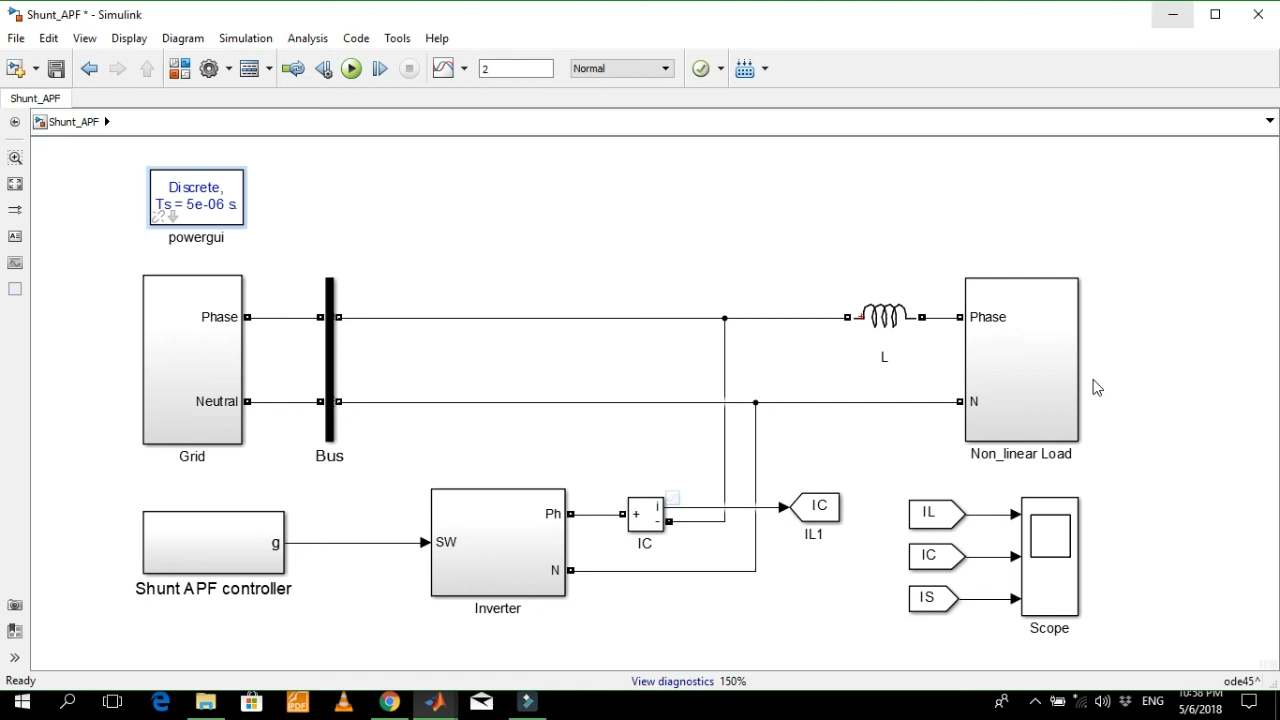 Shunt_APF * - Simulink
File Edit View Display Diagram Simulation Analysis Code Tools Help
2 Normal
Shunt_APF
Shunt_APF
Discrete,
Ts = 5e-06 s.
powergui
Phase
Neutral
Grid
Bus
L
Phase
N
Non_linear Load
g
Shunt APF controller
SW
Ph
N
Inverter
+
i
-
IC
IC
IL1
IL
IC
IS
Scope
Ready View diagnostics 150% ode45^
ENG
10:58 PM
5/6/2018